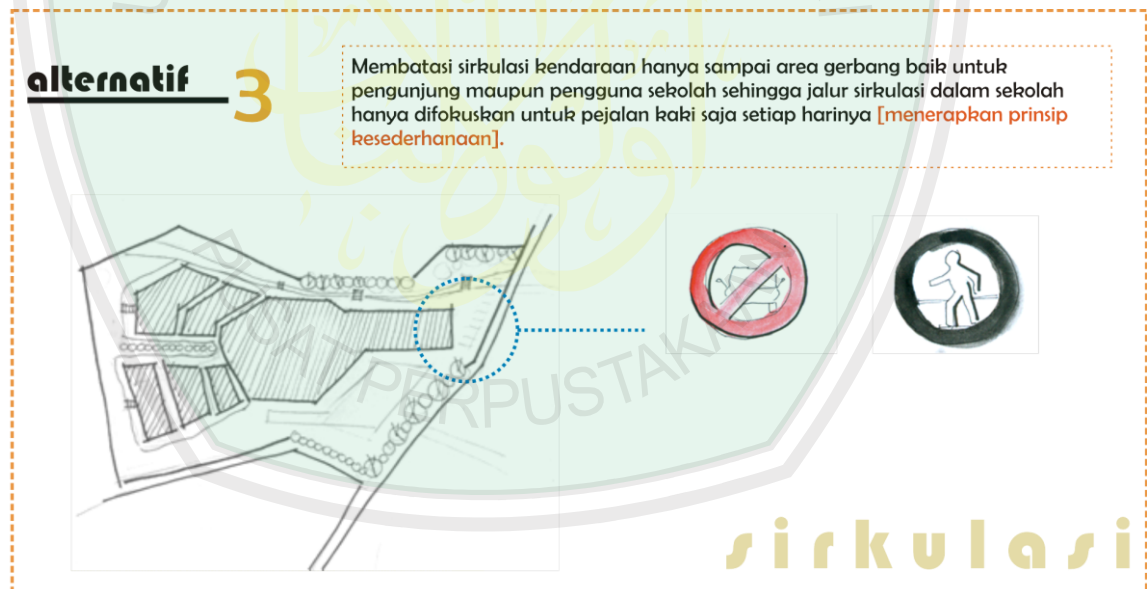 alternatif 3
Membatasi sirkulasi kendaraan hanya sampai area gerbang baik untuk
pengunjung maupun pengguna sekolah sehingga jalur sirkulasi dalam sekolah
hanya difokuskan untuk pejalan kaki saja setiap harinya [menerapkan prinsip
kesederhanaan].
PERPUSTAKAAN
sirkulasi